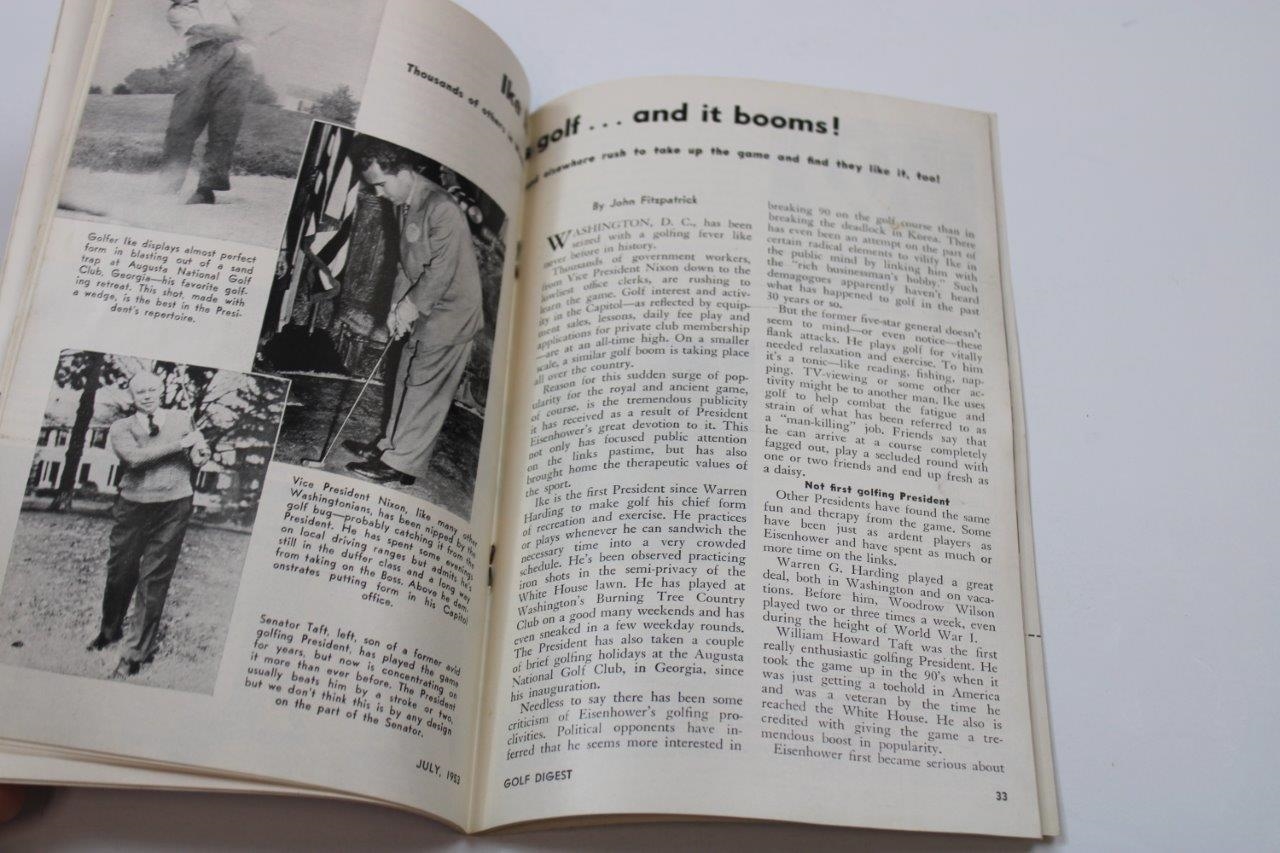 Ike
Thousands of others in
Golfer Ike displays almost perfect
form in blasting out of a sand
trap at Augusta National Golf
Club, Georgia—his favorite golf-
ing retreat. This shot, made with
a wedge, is the best in the Presi-
dent's repertoire.
Vice President Nixon, like many other
Washingtonians, has been nipped by the
golf bug—probably catching it from the
President. He has spent some evenings
on local driving ranges but admits he's
still in the duffer class and a long way
from taking on the Boss. Above he dem-
onstrates putting form in his Capitol
office.
Senator Taft, left, son of a former avid
golfing President, has played the game
for years, but now is concentrating on
it more than ever before. The President
usually beats him by a stroke or two,
but we don't think this is by any design
on the part of the Senator.
JULY, 1953
golf . . . and it booms!
elsewhere rush to take up the game and find they like it, too!
By John Fitzpatrick
WASHINGTON, D. C., has been
seized with a golfing fever like
never before in history.
Thousands of government workers,
from Vice President Nixon down to the
lowliest office clerks, are rushing to
learn the game. Golf interest and activ-
ity in the Capitol—as reflected by equip-
ment sales, lessons, daily fee play and
applications for private club membership
—are at an all-time high. On a smaller
scale, a similar golf boom is taking place
all over the country.
Reason for this sudden surge of pop-
ularity for the royal and ancient game,
of course, is the tremendous publicity
it has received as a result of President
Eisenhower's great devotion to it. This
not only has focused public attention
on the links pastime, but has also
brought home the therapeutic values of
the sport.
Ike is the first President since Warren
Harding to make golf his chief form
of recreation and exercise. He practices
or plays whenever he can sandwich the
necessary time into a very crowded
schedule. He's been observed practicing
iron shots in the semi-privacy of the
White House lawn. He has played at
Washington's Burning Tree Country
Club on a good many weekends and has
even sneaked in a few weekday rounds.
The President has also taken a couple
of brief golfing holidays at the Augusta
National Golf Club, in Georgia, since
his inauguration.
Needless to say there has been some
criticism of Eisenhower's golfing pro-
clivities. Political opponents have in-
ferred that he seems more interested in
breaking 90 on the golf course than in
breaking the deadlock in Korea. There
has even been an attempt on the part of
certain radical elements to vilify Ike in
the public mind by linking him with
the "rich businessman's hobby." Such
demagogues apparently haven't heard
what has happened to golf in the past
30 years or so.
But the former five-star general doesn't
seem to mind—or even notice—these
flank attacks. He plays golf for vitally
needed relaxation and exercise. To him
it's a tonic—like reading, fishing, nap-
ping, TV-viewing or some other ac-
tivity might be to another man. Ike uses
golf to help combat the fatigue and
strain of what has been referred to as
a "man-killing" job. Friends say that
he can arrive at a course completely
fagged out, play a secluded round with
one or two friends and end up fresh as
a daisy.
Not first golfing President
Other Presidents have found the same
fun and therapy from the game. Some
have been just as ardent players as
Eisenhower and have spent as much or
more time on the links.
Warren G. Harding played a great
deal, both in Washington and on vaca-
tions. Before him, Woodrow Wilson
played two or three times a week, even
during the height of World War I.
William Howard Taft was the first
really enthusiastic golfing President. He
took the game up in the 90's when it
was just getting a toehold in America
and was a veteran by the time he
reached the White House. He also is
credited with giving the game a tre-
mendous boost in popularity.
Eisenhower first became serious about
GOLF DIGEST
33